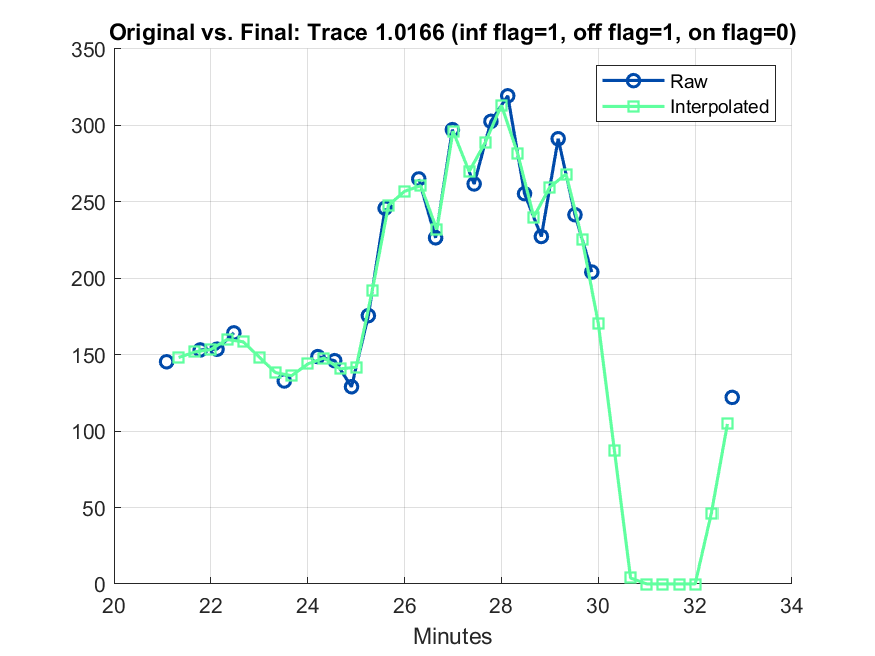 Original vs. Final: Trace 1.0166 (inf flag=1, off flag=1, on flag=0)
350
300
250
200
150
100
50
0
Raw
Interpolated
20 22 24 26 28 30 32 34
Minutes